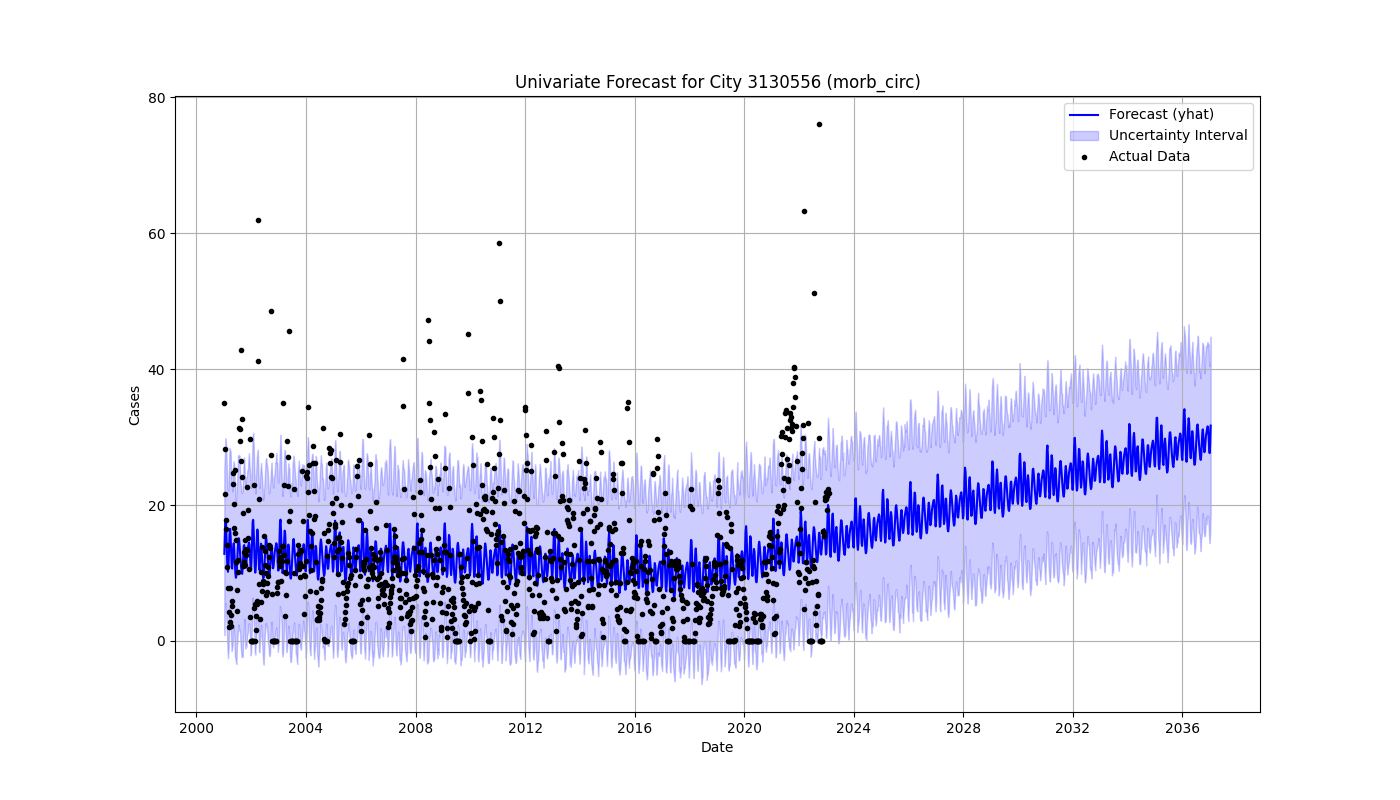 Univariate Forecast for City 3130556 (morb_circ)
Forecast (yhat)
Uncertainty Interval
Actual Data
80
60
40
20
0
Cases
2000 2004 2008 2012 2016 2020 2024 2028 2032 2036
Date